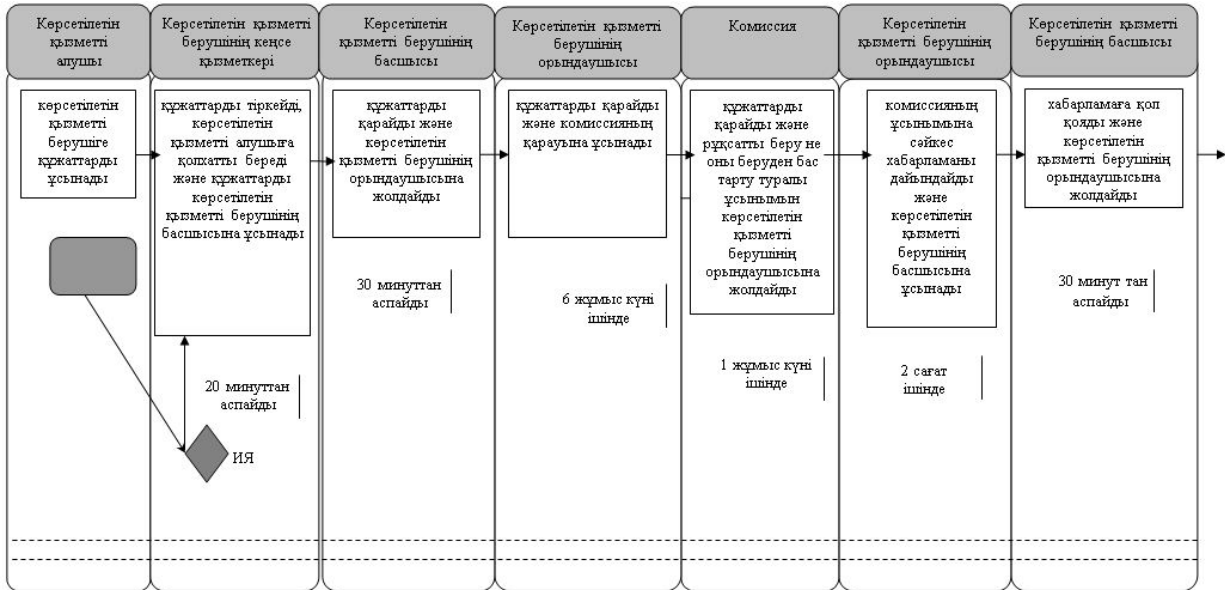 Көрсетілетін
қызметті
алушы
Көрсетілетін қызметті
берушінің кеңсе
қызметкері
Көрсетілетін
қызметті берушінің
басшысы
Көрсетілетін қызметті
берушінің
орындаушысы
Комиссия
Көрсетілетін
қызметті берушінің
орындаушысы
Көрсетілетін қызметті
берушінің басшысы
көрсетілетін
қызметті
берушіге
құжаттарды
ұсынады
құжаттарды тіркейді,
көрсетілетін
қызметті алушыға
қолхатты береді
және құжаттарды
көрсетілетін
қызметті берушінің
басшысына ұсынады
құжаттарды
қарайды және
көрсетілетін
қызметті берушінің
орындаушысына
жолдайды
құжаттарды қарайды
және комиссияның
қарауына ұсынады
құжаттарды
қарайды және
рұқсатты беру не
оны беруден бас
тарту туралы
ұсынымын
көрсетілетін
қызметті
берушінің
орындаушысына
жолдайды
комиссияның
ұсынымына
сәйкес
хабарламаны
дайындайды
және
көрсетілетін
қызметті
берушінің
басшысына
ұсынады
хабарламаға қол
қояды және
көрсетілетін
қызметті берушінің
орындаушысына
жолдайды
20 минуттан
аспайды
30 минуттан
аспайды
6 жұмыс күні
ішінде
1 жұмыс күні
ішінде
2 сағат
ішінде
30 минут тан
аспайды
ИЯ